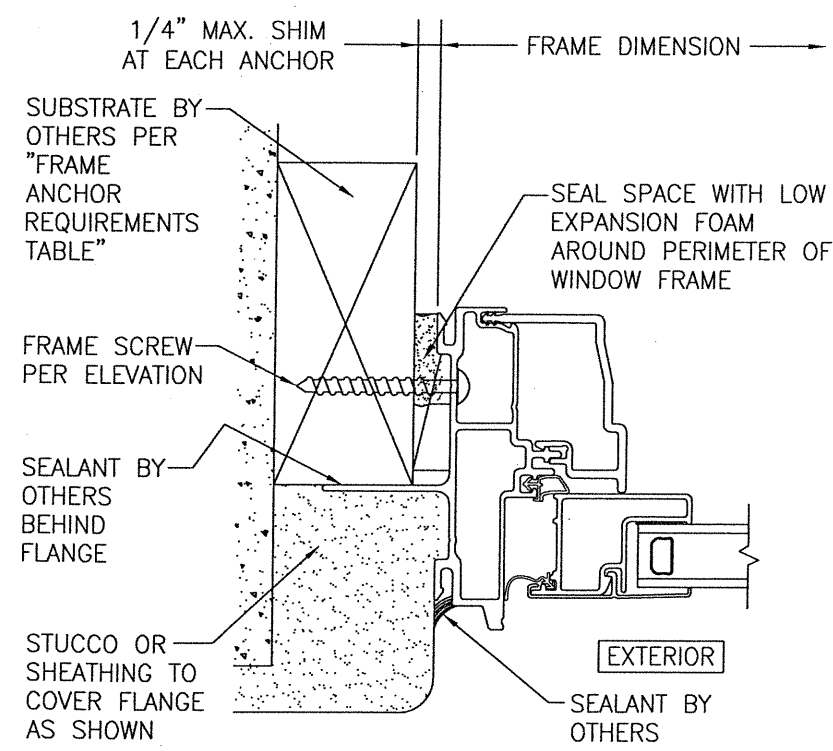 1/4" MAX. SHIM
AT EACH ANCHOR
FRAME DIMENSION
SUBSTRATE BY
OTHERS PER
"FRAME
ANCHOR
REQUIREMENTS
TABLE"
SEAL SPACE WITH LOW
EXPANSION FOAM
AROUND PERIMETER OF
WINDOW FRAME
FRAME SCREW
PER ELEVATION
SEALANT BY
OTHERS
BEHIND
FLANGE
STUCCO OR
SHEATHING TO
COVER FLANGE
AS SHOWN
EXTERIOR
SEALANT BY
OTHERS